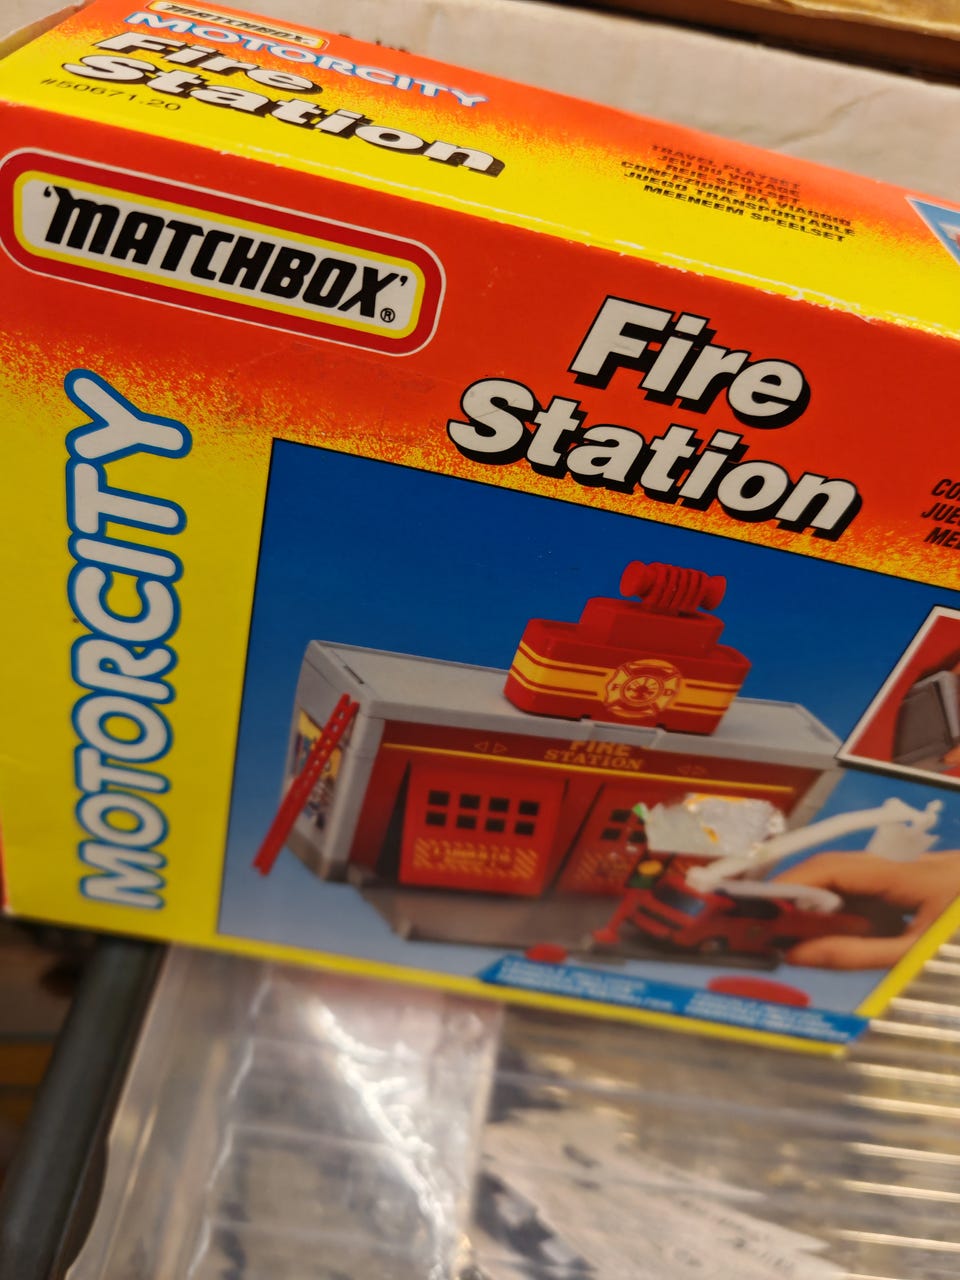 MATCHBOX
MOTORCITY
Fire
Station
#50671.20
TRAVEL PLAYSET
JEU DU VOYAGE
REISE-SPIELSET
CONFEZIONE DA VIAGGIO
JUEGO TRANSPORTABLE
MEENEEM SPEELSET
'MATCHBOX'®
Fire
Station
MOTORCITY
FIRE
STATION
F D